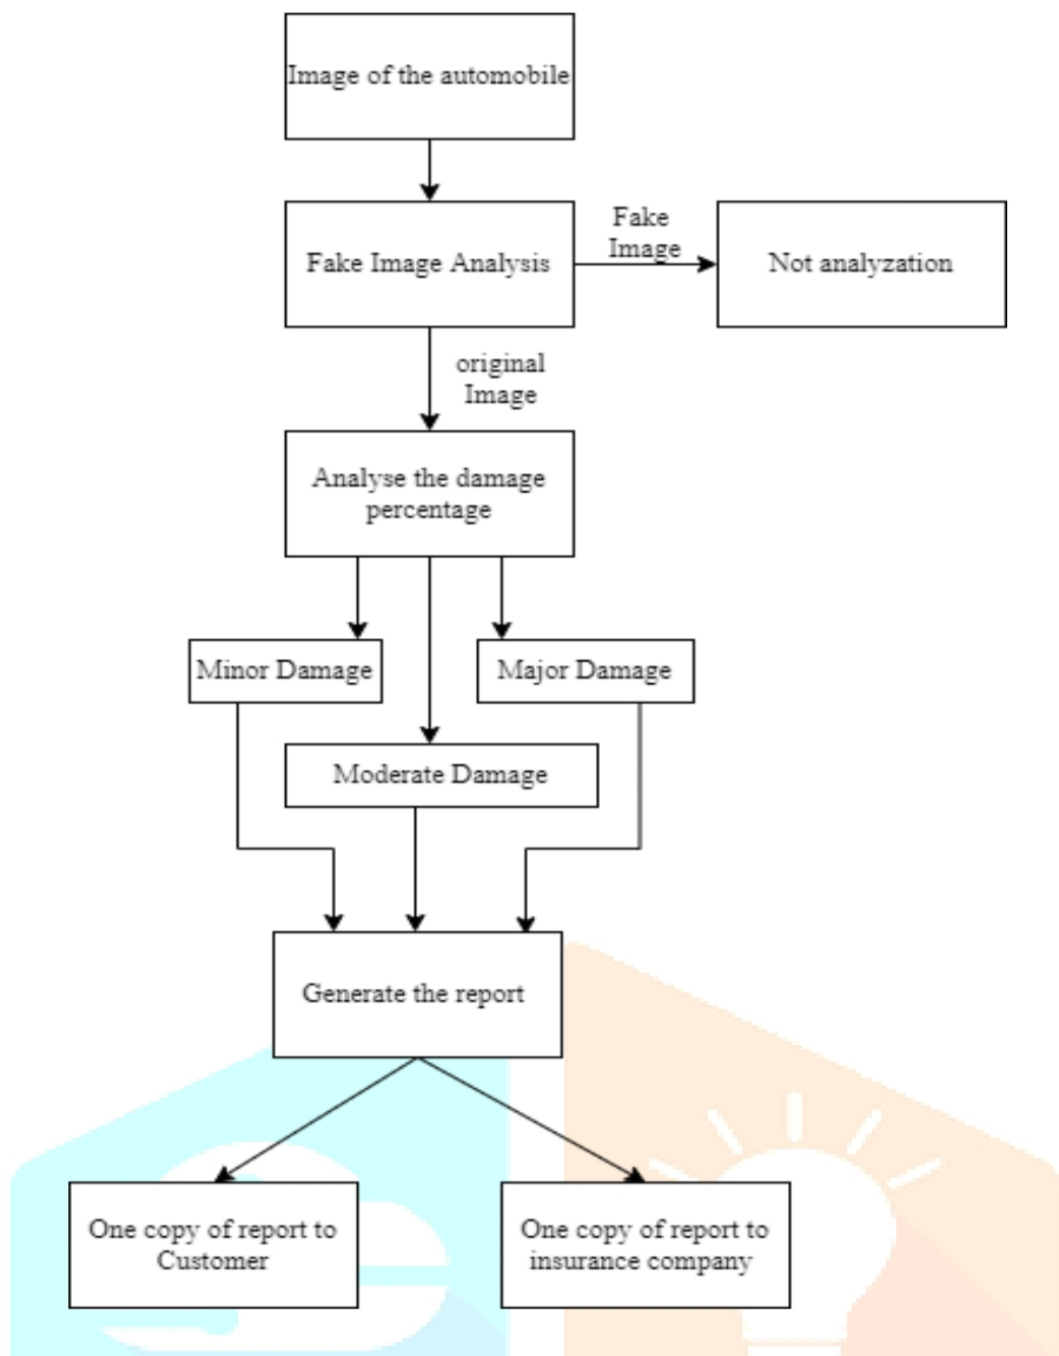 Image of the automobile
Fake Image Analysis
Fake
Image
Not analyzation
original
Image
Analyse the damage
percentage
Minor Damage
Major Damage
Moderate Damage
Generate the report
One copy of report to
Customer
One copy of report to
insurance company